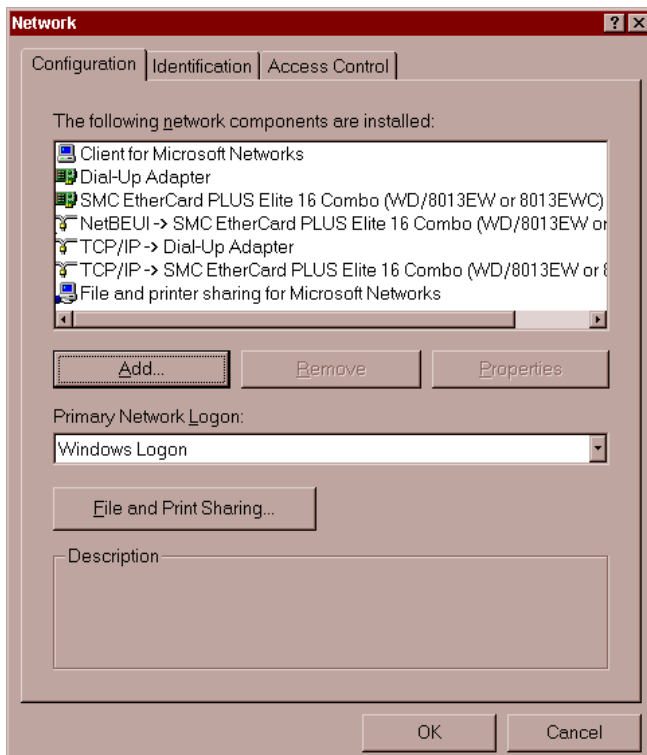 Network
Configuration Identification Access Control
The following network components are installed:
Client for Microsoft Networks
Dial-Up Adapter
SMC EtherCard PLUS Elite 16 Combo (WD/8013EW or 8013EWC)
NetBEUI -> SMC EtherCard PLUS Elite 16 Combo (WD/8013EW or
TCP/IP -> Dial-Up Adapter
TCP/IP -> SMC EtherCard PLUS Elite 16 Combo (WD/8013EW or
File and printer sharing for Microsoft Networks
Add... Remove Properties
Primary Network Logon:
Windows Logon
File and Print Sharing...
Description
OK Cancel